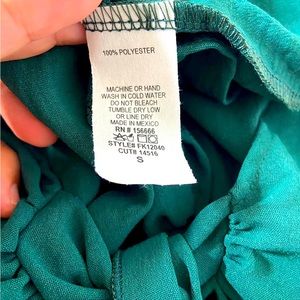 100% POLYESTER
MACHINE OR HAND
WASH IN COLD WATER
DO NOT BLEACH
TUMBLE DRY LOW
OR LINE DRY
MADE IN MEXICO
RN # 156666
STYLE# FK12040
CUT# 14516
S